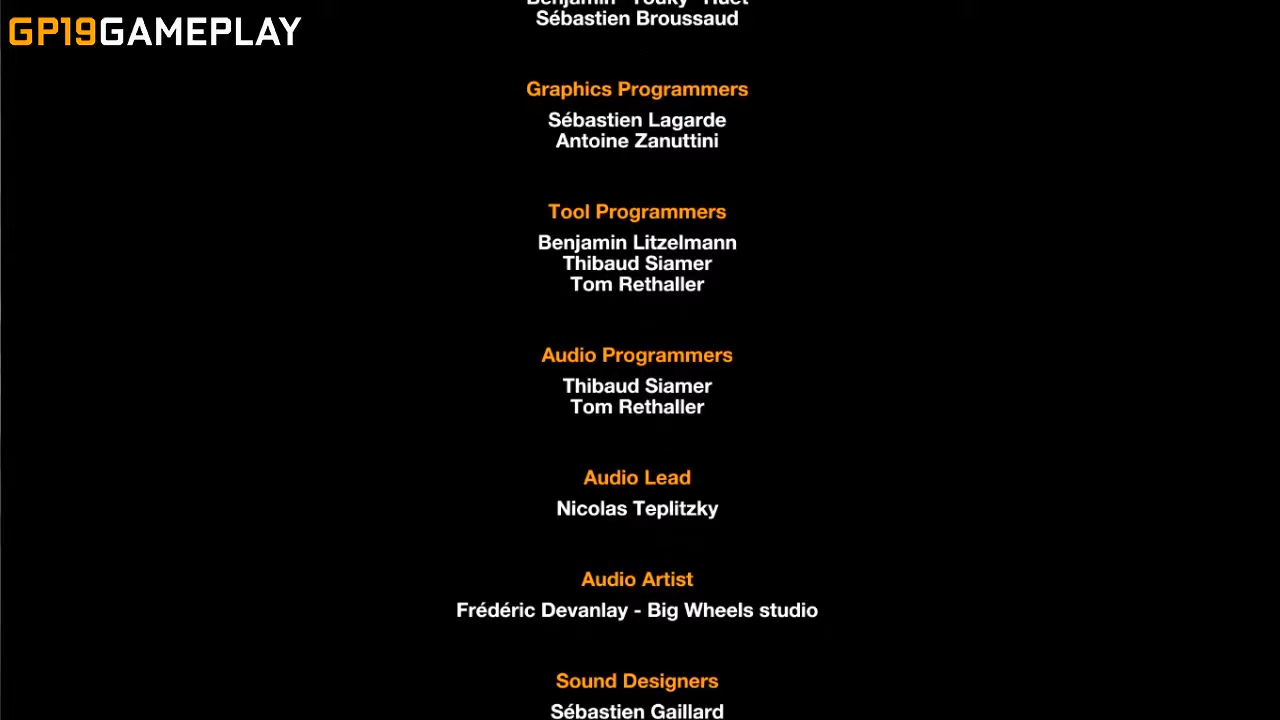 GP19GAMEPLAY
Sébastien Broussaud
Graphics Programmers
Sébastien Lagarde
Antoine Zanuttini
Tool Programmers
Benjamin Litzelmann
Thibaud Siamer
Tom Rethaller
Audio Programmers
Thibaud Siamer
Tom Rethaller
Audio Lead
Nicolas Teplitzky
Audio Artist
Frédéric Devanlay - Big Wheels studio
Sound Designers
Sébastien Gaillard